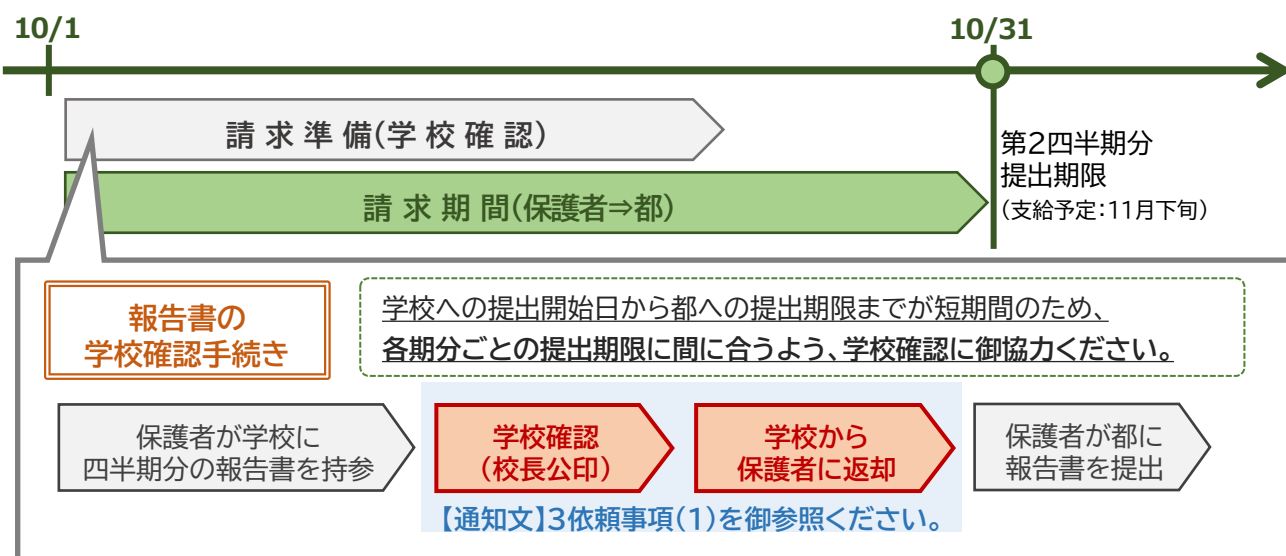 10/1
10/31
請求準備(学校確認)
請求期間(保護者⇒都)
第2四半期分
提出期限
(支給予定:11月下旬)
報告書の
学校確認手続き
学校への提出開始日から都への提出期限までが短期間のため、
各期分ごとの提出期限に間に合うよう、学校確認に御協力ください。
保護者が学校に
四半期分の報告書を持参
学校確認
(校長公印)
学校から
保護者に返却
保護者が都に
報告書を提出
【通知文】3依頼事項(1)を御参照ください。